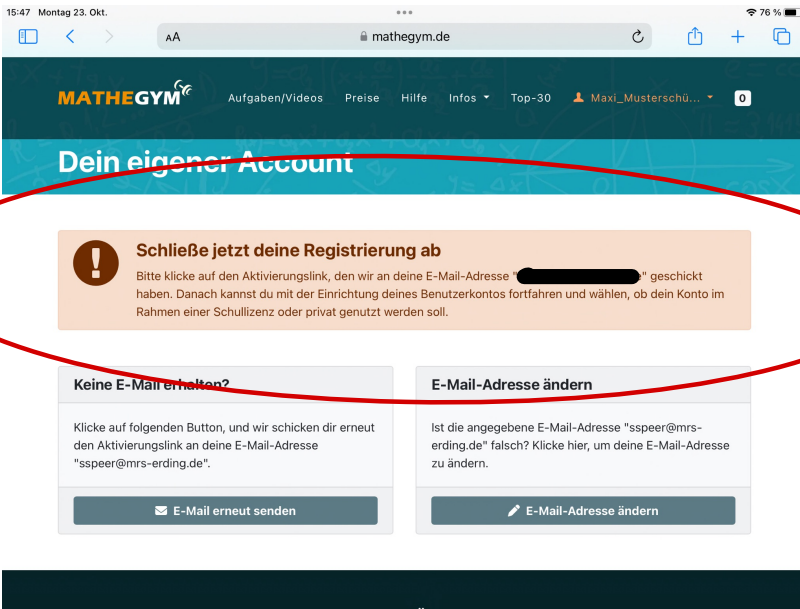 15:47 Montag 23. Okt.
76 %
AA
mathegym.de
MATHEGYM
Aufgaben/Videos Preise Hilfe Infos Top-30 Maxi_Musterschü... 0
Dein eigener Account
Schließe jetzt deine Registrierung ab
Bitte klicke auf den Aktivierungslink, den wir an deine E-Mail-Adresse " " geschickt
haben. Danach kannst du mit der Einrichtung deines Benutzerkontos fortfahren und wählen, ob dein Konto im
Rahmen einer Schullizenz oder privat genutzt werden soll.
Keine E-Mail erhalten?
Klicke auf folgenden Button, und wir schicken dir erneut
den Aktivierungslink an deine E-Mail-Adresse
"sspeer@mrs-erding.de".
E-Mail erneut senden
E-Mail-Adresse ändern
Ist die angegebene E-Mail-Adresse "sspeer@mrs-
erding.de" falsch? Klicke hier, um deine E-Mail-Adresse
zu ändern.
E-Mail-Adresse ändern